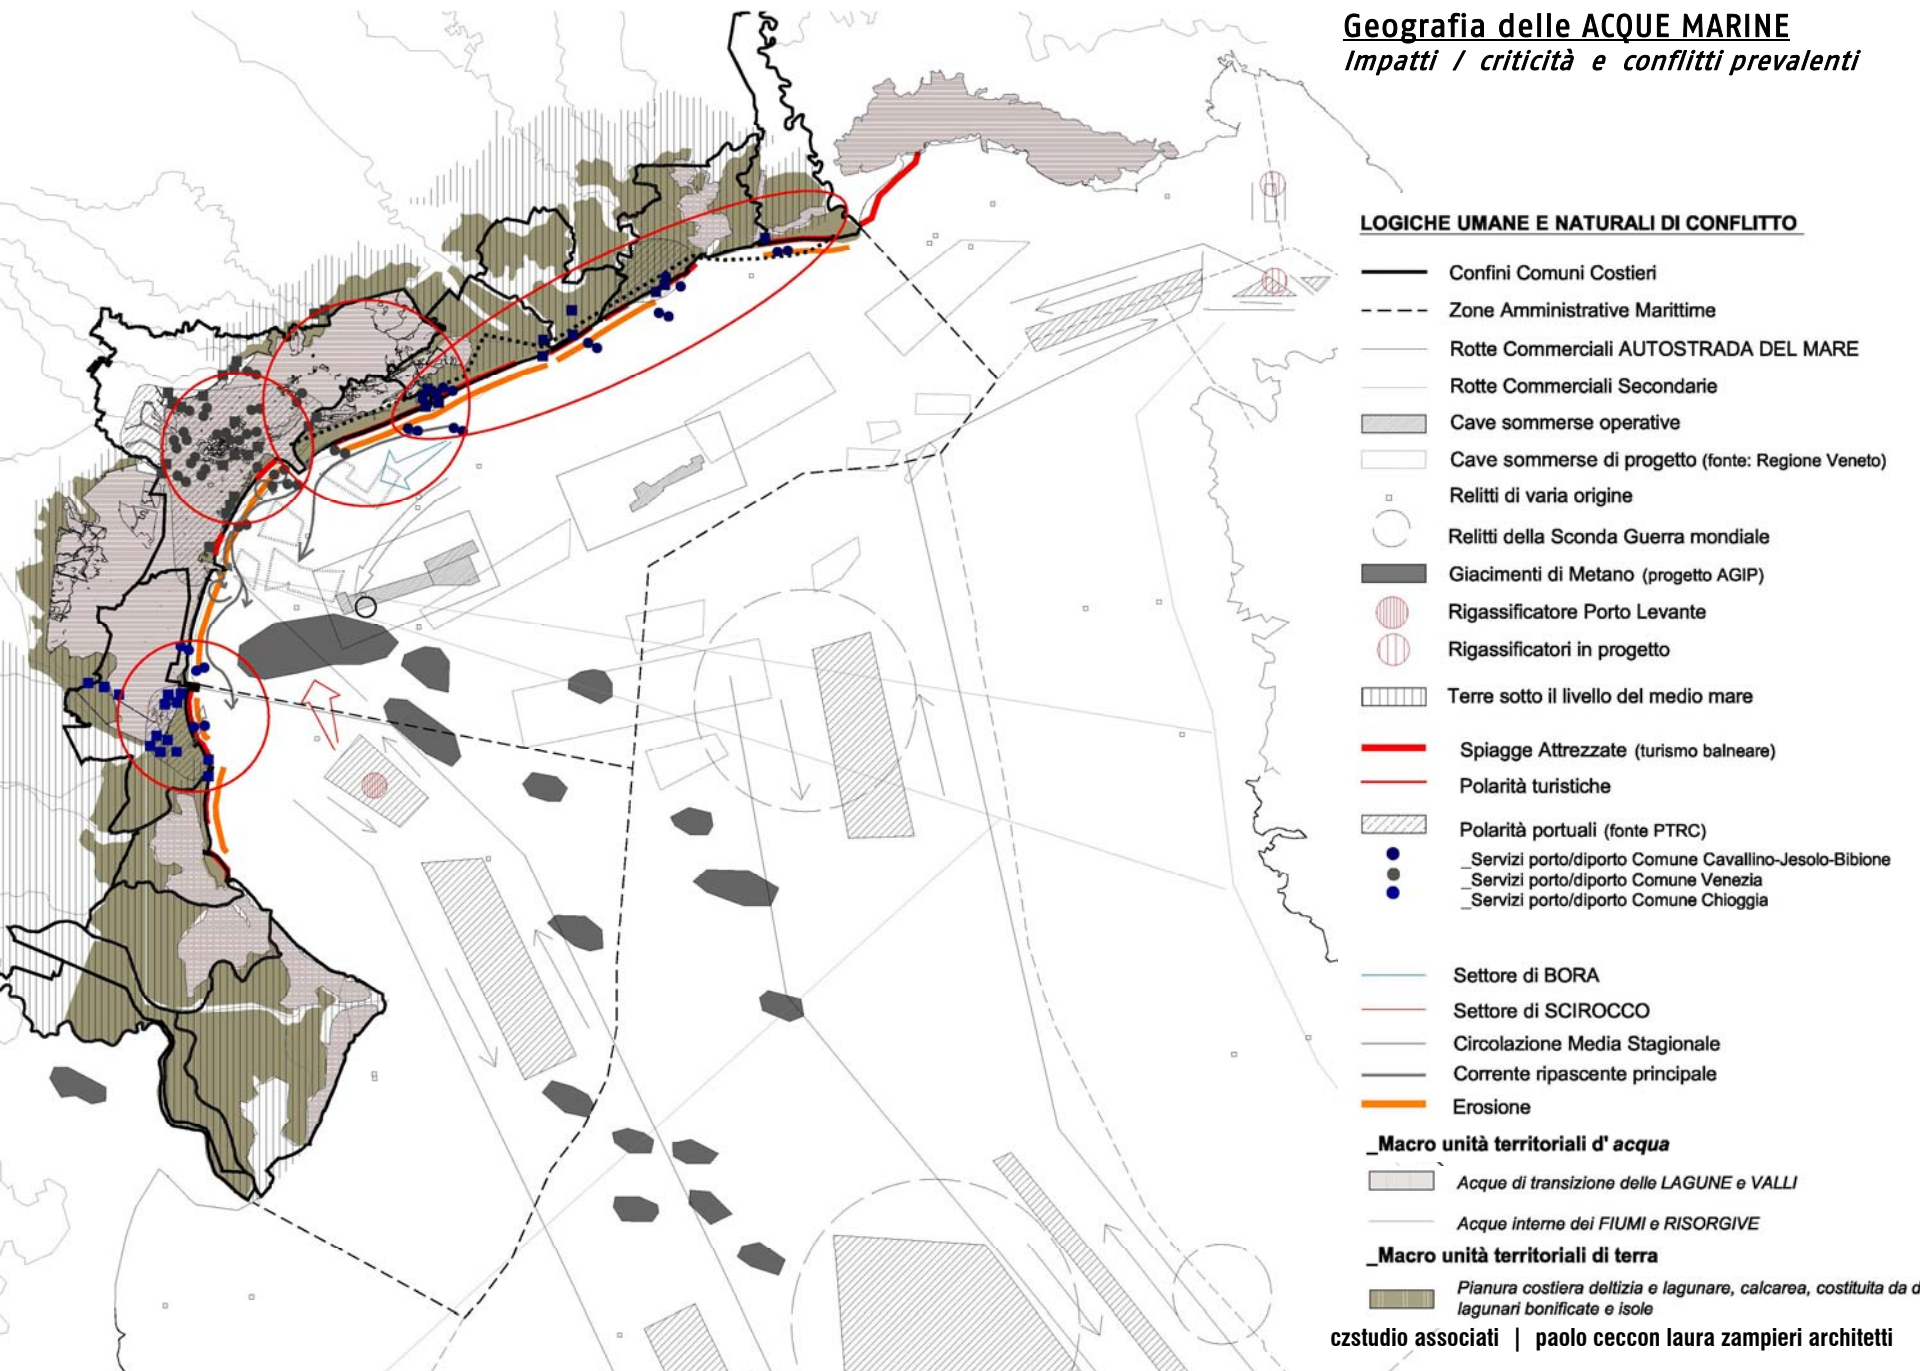 Geografia delle ACQUE MARINE
Impatti / criticità e conflitti prevalenti
LOGICHE UMANE E NATURALI DI CONFLITTO
Confini Comuni Costieri
Zone Amministrative Marittime
Rotte Commerciali AUTOSTRADA DEL MARE
Rotte Commerciali Secondarie
Cave sommerse operative
Cave sommerse di progetto (fonte: Regione Veneto)
Relitti di varia origine
Relitti della Sconda Guerra mondiale
Giacimenti di Metano (progetto AGIP)
Rigassificatore Porto Levante
Rigassificatori in progetto
Terre sotto il livello del medio mare
Spiagge Attrezzate (turismo balneare)
Polarità turistiche
Polarità portuali (fonte PTRC)
_Servizi porto/diporto Comune Cavallino-Jesolo-Bibione
_Servizi porto/diporto Comune Venezia
_Servizi porto/diporto Comune Chioggia
Settore di BORA
Settore di SCIROCCO
Circolazione Media Stagionale
Corrente ripascente principale
Erosione
_Macro unità territoriali d' acqua
Acque di transizione delle LAGUNE e VALLI
Acque interne dei FIUMI e RISORGIVE
_Macro unità territoriali di terra
Pianura costiera deltizia e lagunare, calcarea, costituita da d
lagunari bonificate e isole
czstudio associati | paolo ceccon laura zampieri architetti